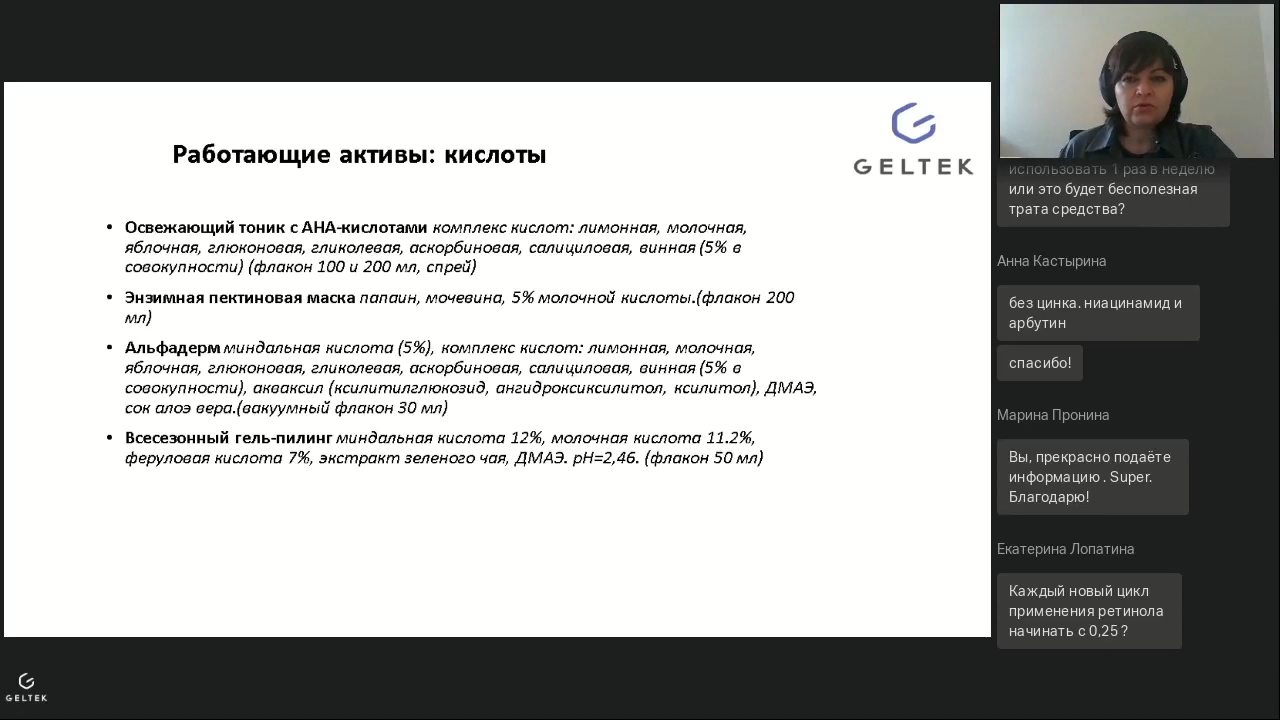 Работающие активы: кислоты
GELTEK
• Освежающий тоник с АНА-кислотами комплекс кислот: лимонная, молочная,
яблочная, глюконовая, гликолевая, аскорбиновая, салициловая, винная (5% в
совокупности) (флакон 100 и 200 мл, спрей)
• Энзимная пектиновая маска папаин, мочевина, 5% молочной кислоты.(флакон 200
мл)
• Альфадерм миндальная кислота (5%), комплекс кислот: лимонная, молочная,
яблочная, глюконовая, гликолевая, аскорбиновая, салициловая, винная (5% в
совокупности), акваксил (ксилитилглюкозид, ангидроксиксилитол, ксилитол), ДМАЭ,
сок алоэ вера.(вакуумный флакон 30 мл)
• Всесезонный гель-пилинг миндальная кислота 12%, молочная кислота 11.2%,
феруловая кислота 7%, экстракт зеленого чая, ДМАЭ. pH=2,46. (флакон 50 мл)
использовать 1 раз в неделю
или это будет бесполезная
трата средства?
Анна Кастырина
без цинка. ниацинамид и
арбутин
спасибо!
Марина Пронина
Вы, прекрасно подаёте
информацию . Super.
Благодарю!
Екатерина Лопатина
Каждый новый цикл
применения ретинола
начинать с 0,25 ?
GELTEK